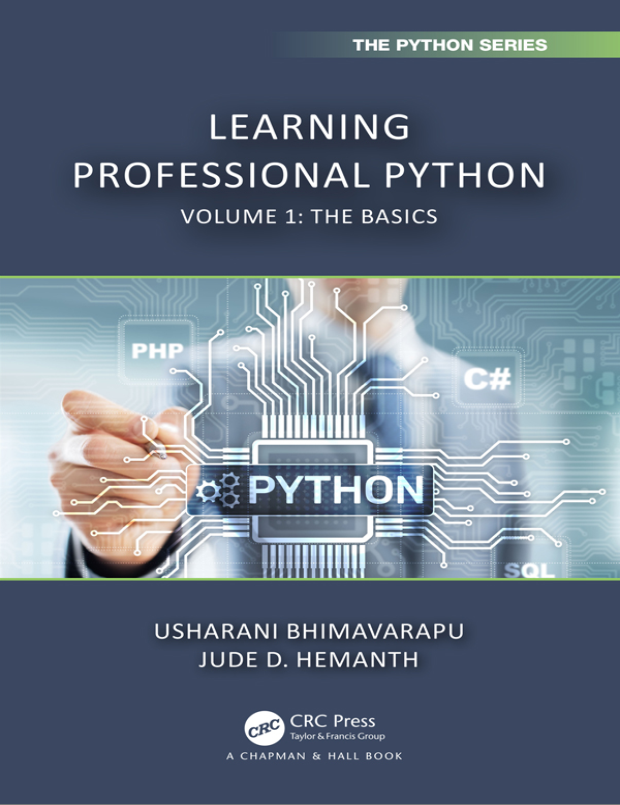 THE PYTHON SERIES
LEARNING
PROFESSIONAL PYTHON
VOLUME 1: THE BASICS
PHP
C#
PYTHON
SQL
USHARANI BHIMAVARAPU
JUDE D. HEMANTH
CRC
CRC Press
Taylor & Francis Group
A CHAPMAN & HALL BOOK